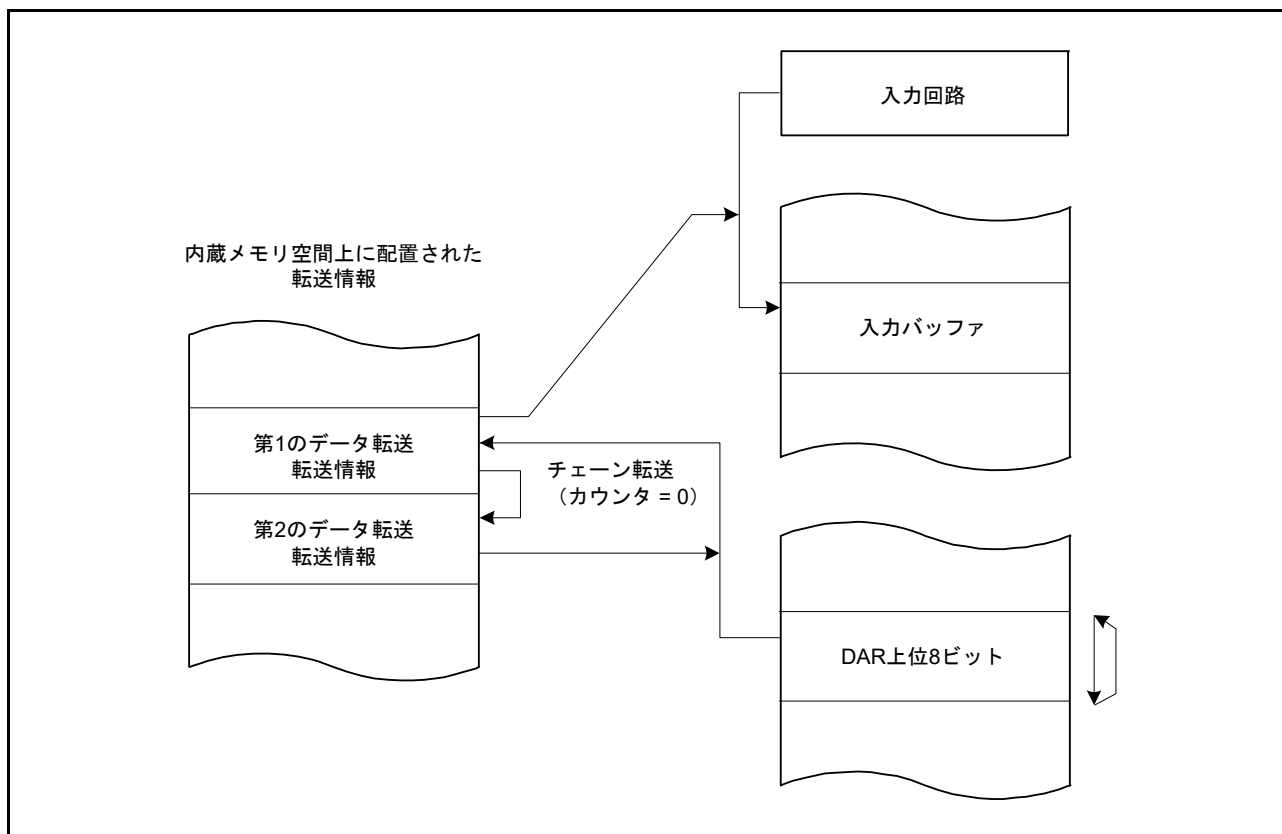 入力回路
内蔵メモリ空間上に配置された
転送情報
入力バッファ
第1のデータ転送
転送情報
チェーン転送
（カウンタ = 0）
第2のデータ転送
転送情報
DAR上位8ビット